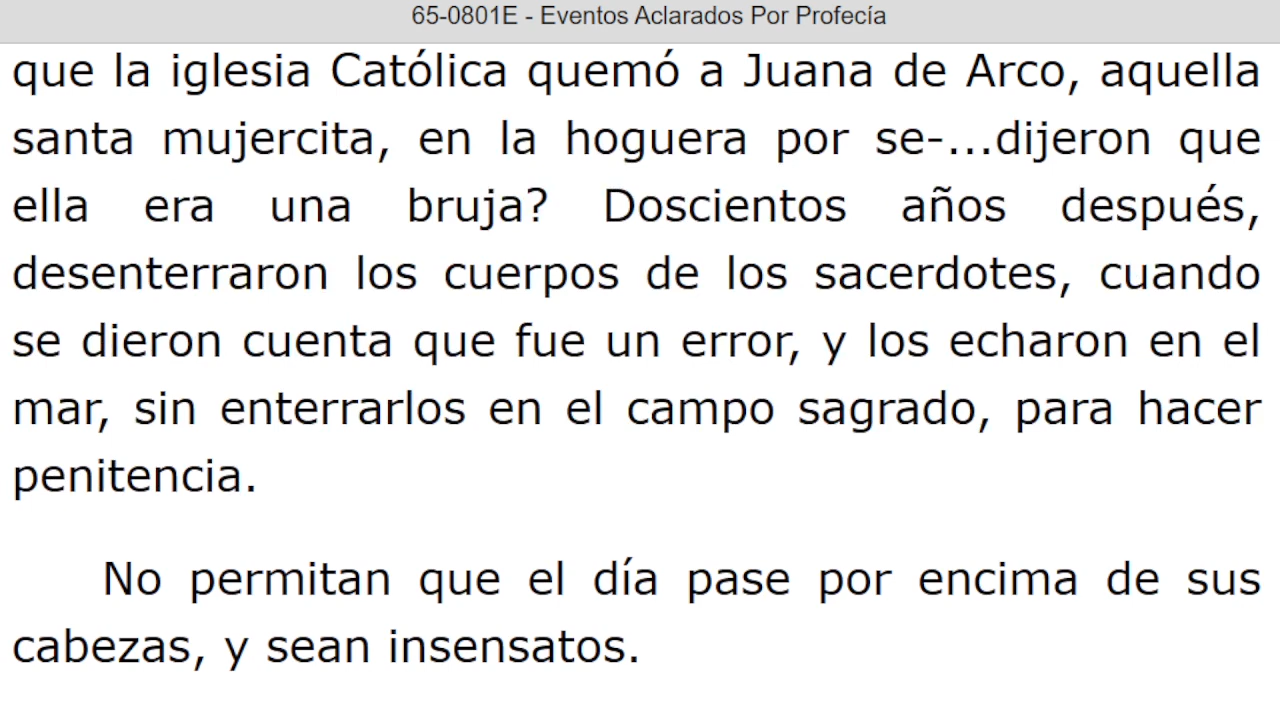 65-0801E - Eventos Aclarados Por Profecía
que la iglesia Católica quemó a Juana de Arco, aquella
santa mujercita, en la hoguera por se-...dijeron que
ella era una bruja? Doscientos años después,
desenterraron los cuerpos de los sacerdotes, cuando
se dieron cuenta que fue un error, y los echaron en el
mar, sin enterrarlos en el campo sagrado, para hacer
penitencia.
No permitan que el día pase por encima de sus
cabezas, y sean insensatos.